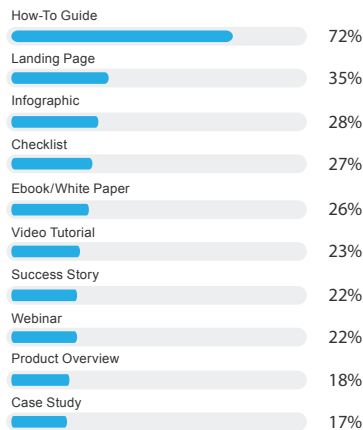 How-To Guide
72%
Landing Page
35%
Infographic
28%
Checklist
27%
Ebook/White Paper
26%
Video Tutorial
23%
Success Story
22%
Webinar
22%
Product Overview
18%
Case Study
17%